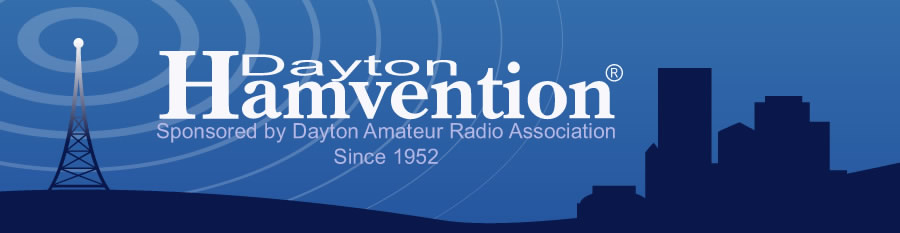 Dayton
Hamvention®
Sponsored by Dayton Amateur Radio Association
Since 1952